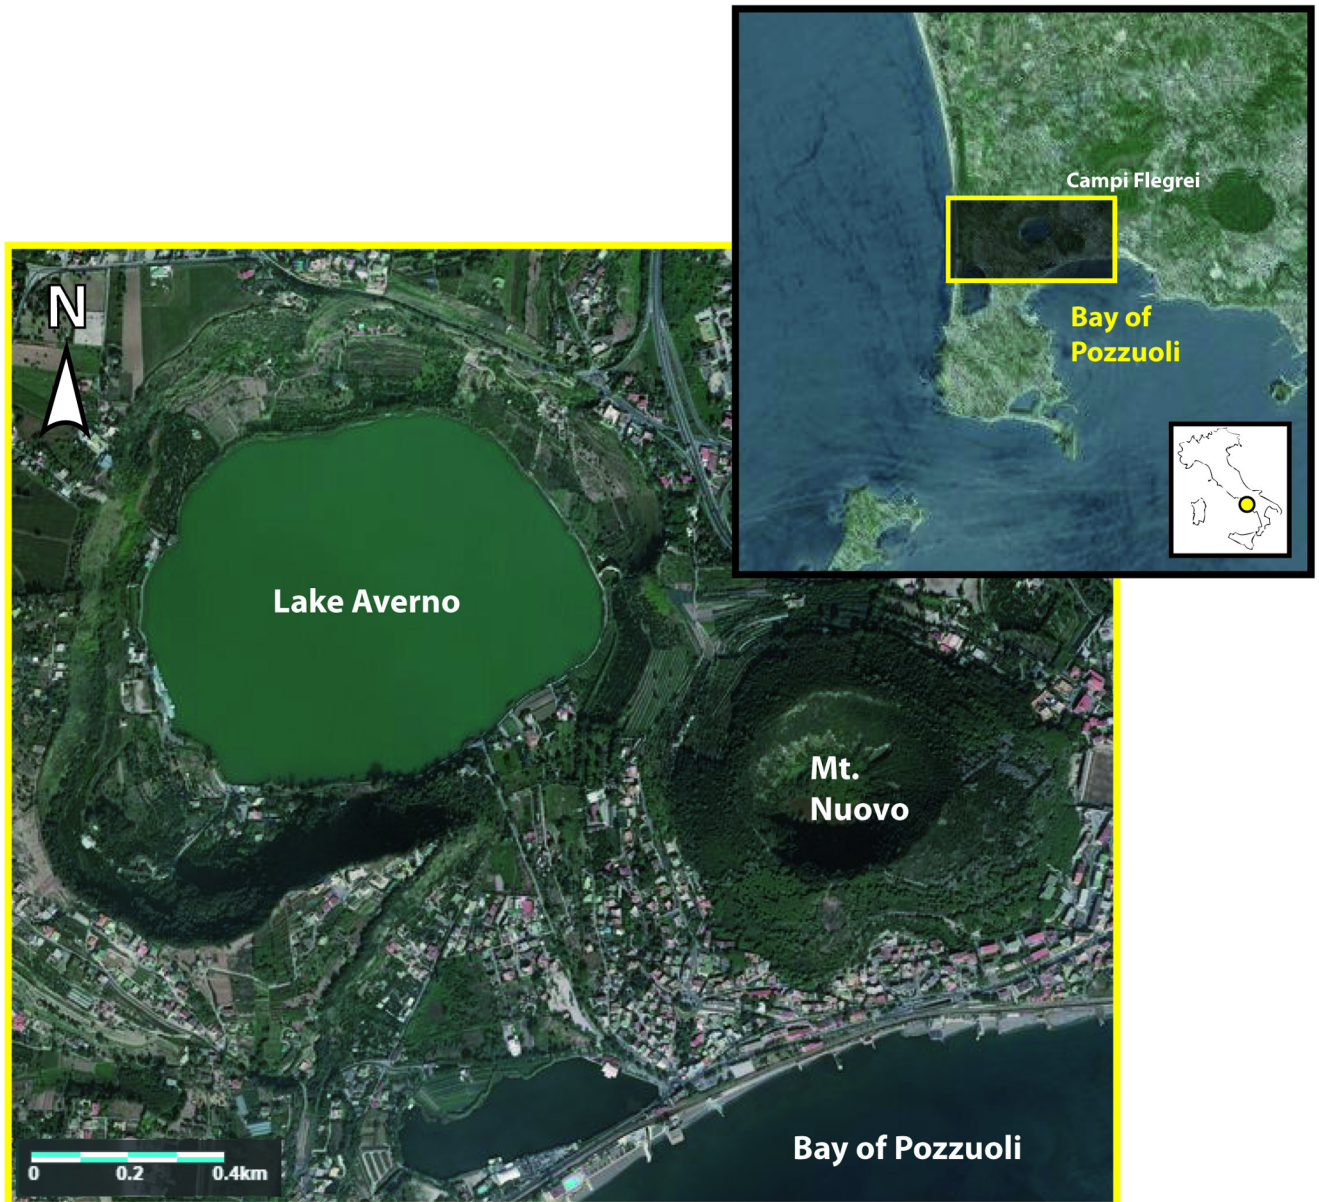 Campi Flegrei
Bay of
Pozzuoli
N
Lake Averno
Mt.
Nuovo
Bay of Pozzuoli
0 0.2 0.4km